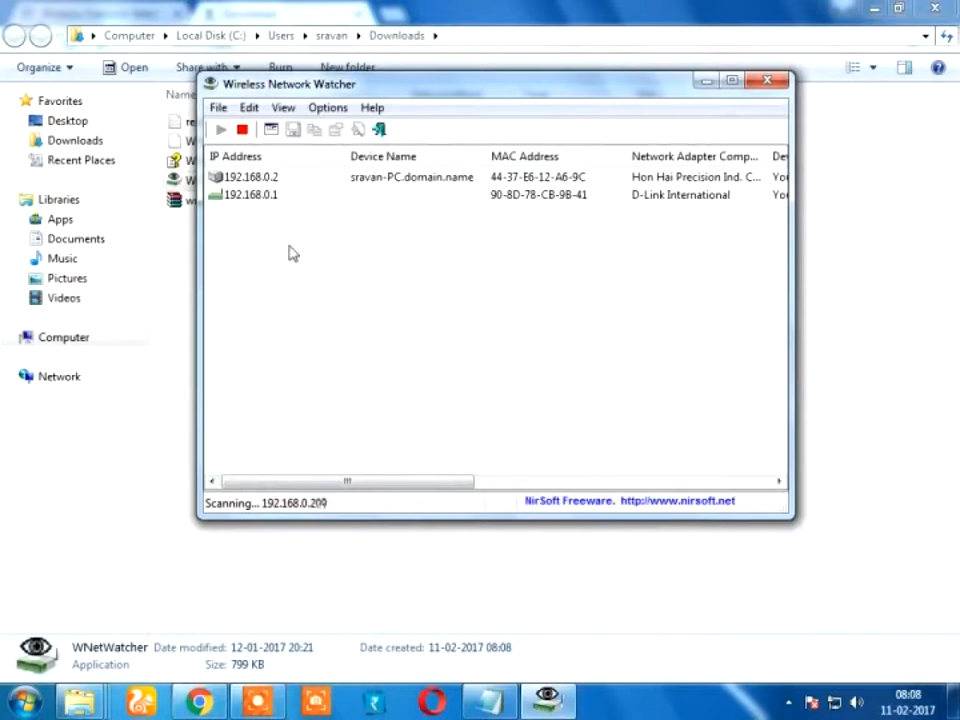 Computer Local Disk (C:) Users sravan Downloads
Organize Open Share with Burn New folder
Wireless Network Watcher
File Edit View Options Help
Favorites
Desktop
Downloads
Recent Places
Libraries
Apps
Documents
Music
Pictures
Videos
Computer
Network
Name
IP Address Device Name MAC Address Network Adapter Comp...
192.168.0.2 sravan-PC.domain.name 44-37-E6-12-A6-9C Hon Hai Precision Ind. C...
192.168.0.1 90-8D-78-CB-9B-41 D-Link International
Scanning... 192.168.0.209 NirSoft Freeware. http://www.nirsoft.net
WNetWatcher Date modified: 12-01-2017 20:21 Date created: 11-02-2017 08:08
Application Size: 799 KB
08:08
11-02-2017